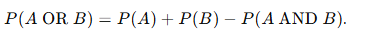 P(A OR B) = P(A) + P(B) − P(A AND B).